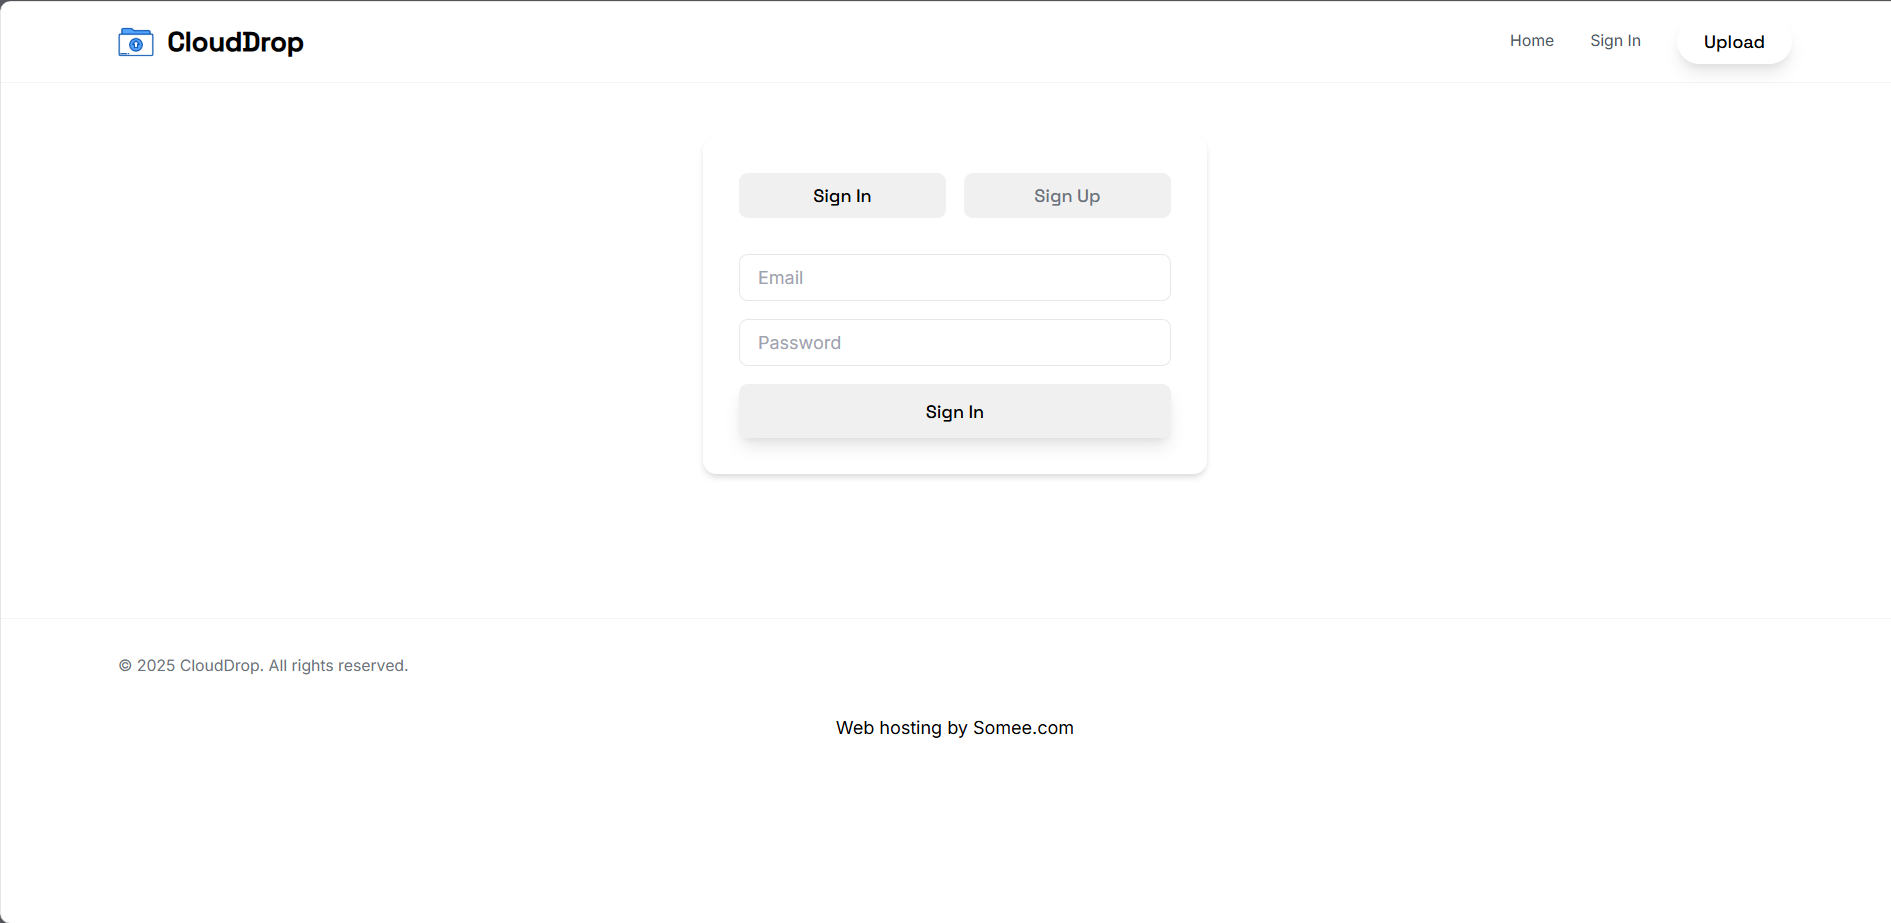 CloudDrop
Home
Sign In
Upload
Sign In
Sign Up
Email
Password
Sign In
© 2025 CloudDrop. All rights reserved.
Web hosting by Somee.com